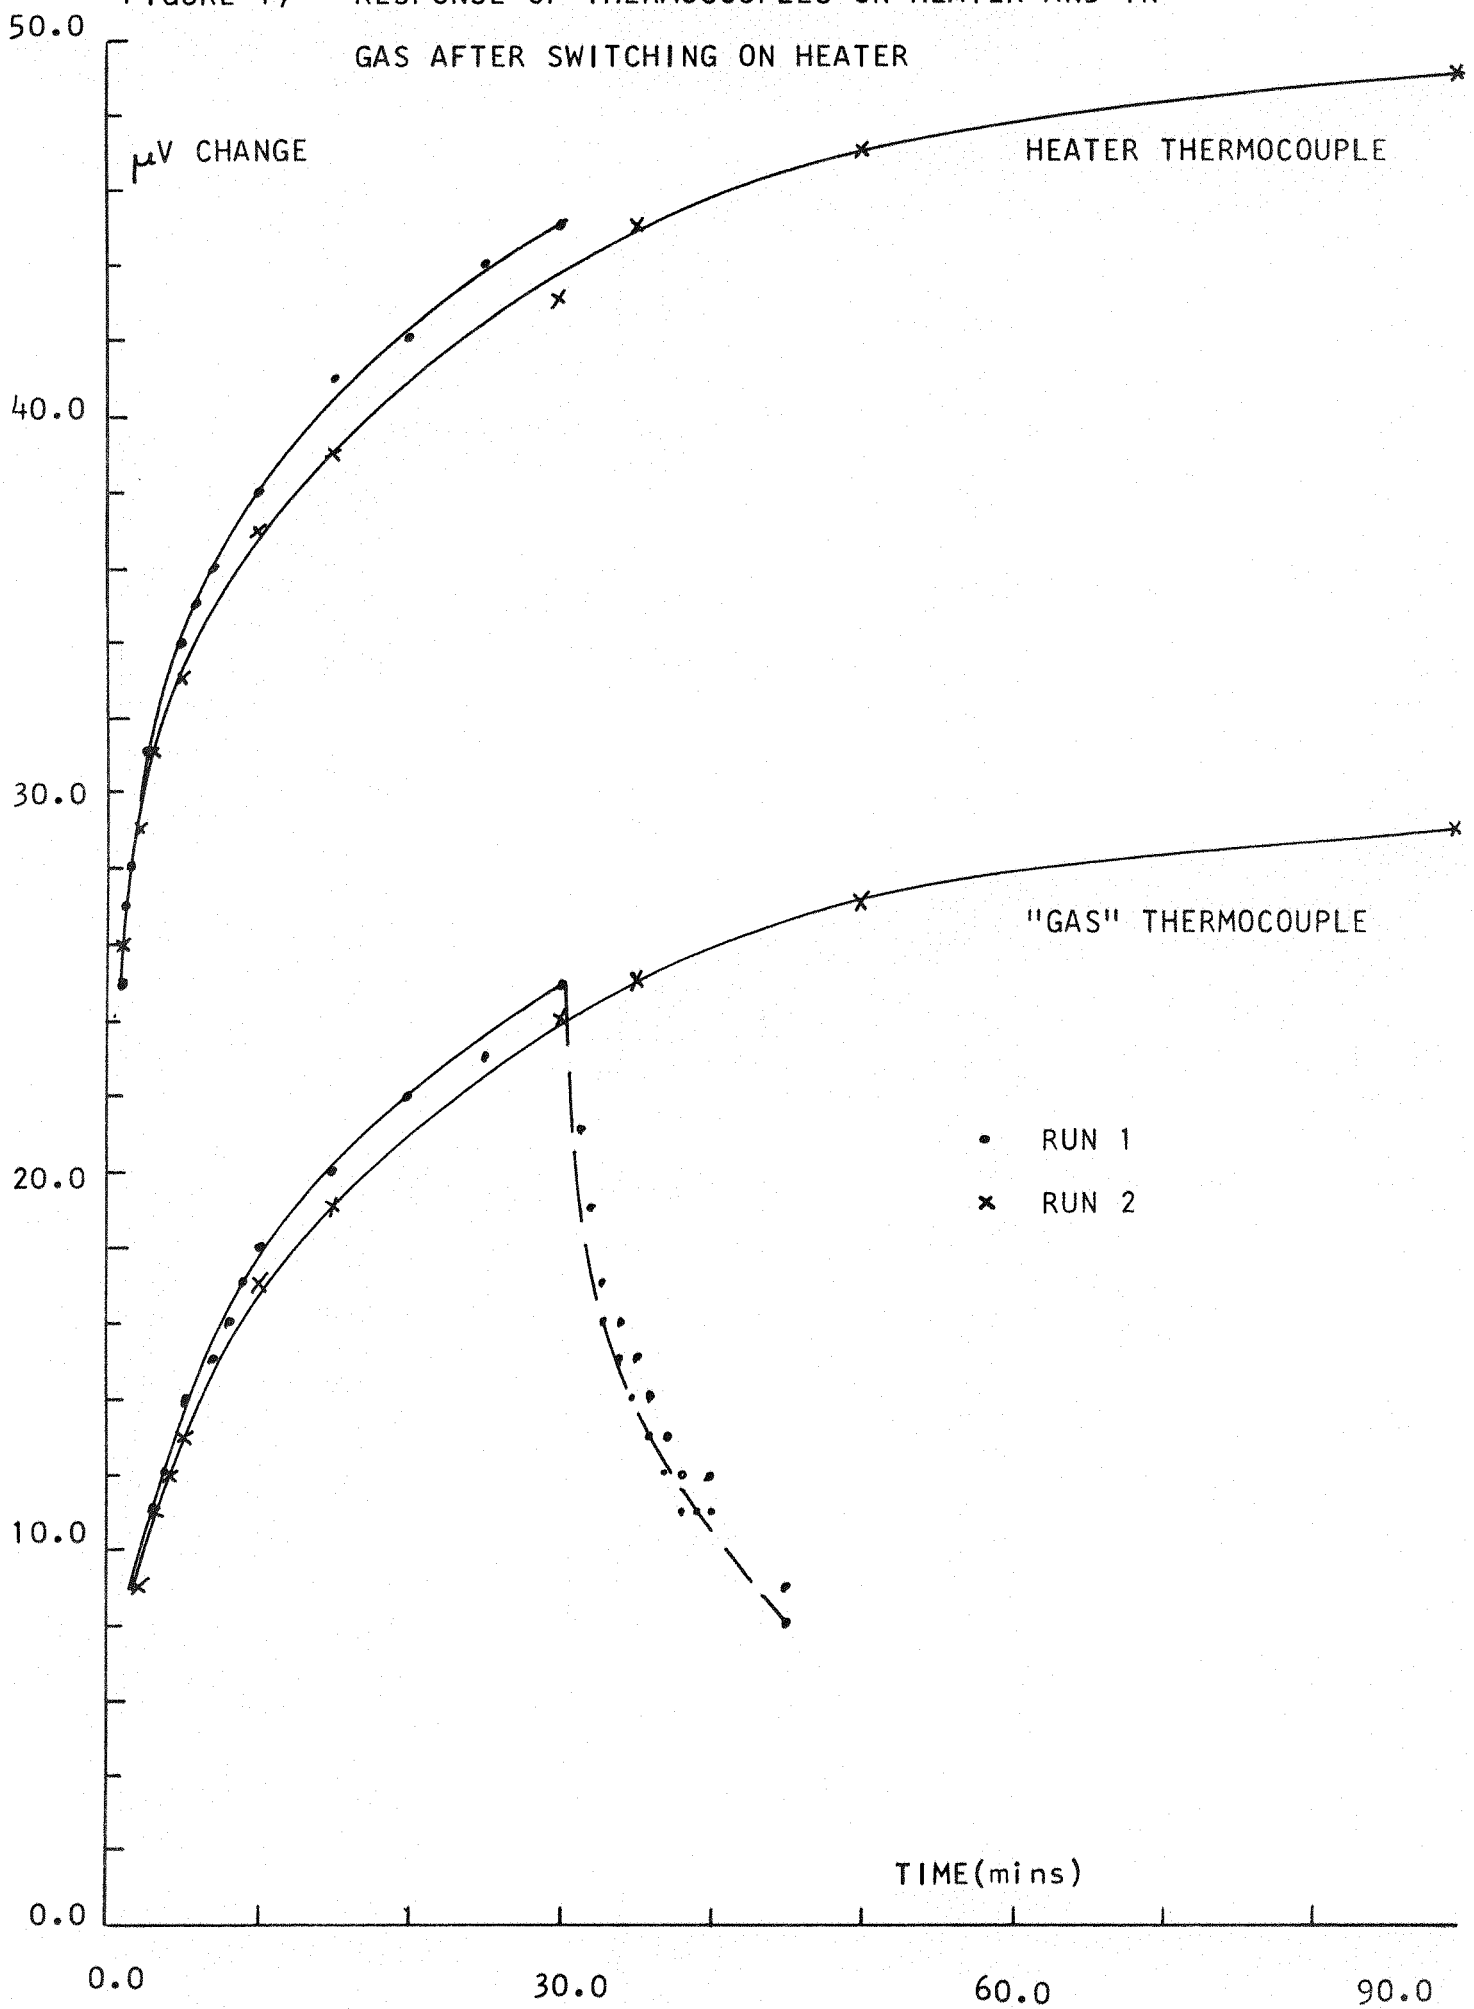 50.0
GAS AFTER SWITCHING ON HEATER
μV CHANGE
HEATER THERMOCOUPLE
40.0
30.0
"GAS" THERMOCOUPLE
RUN 1
20.0
RUN 2
10.0
TIME(mins)
0.0
0.0 30.0 60.0 90.0